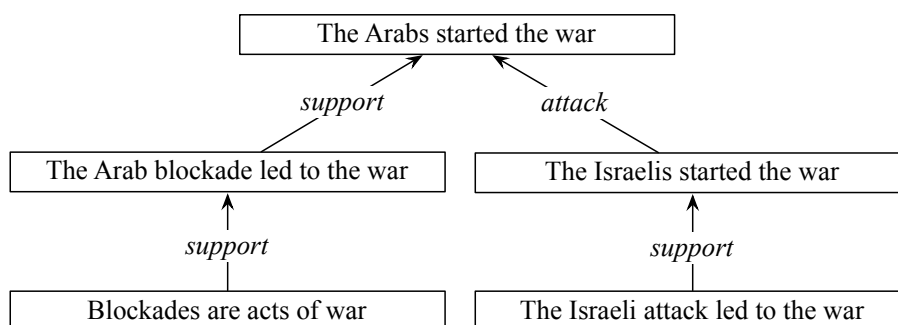 The Arabs started the war
support
attack
The Arab blockade led to the war
The Israelis started the war
support
support
Blockades are acts of war
The Israeli attack led to the war